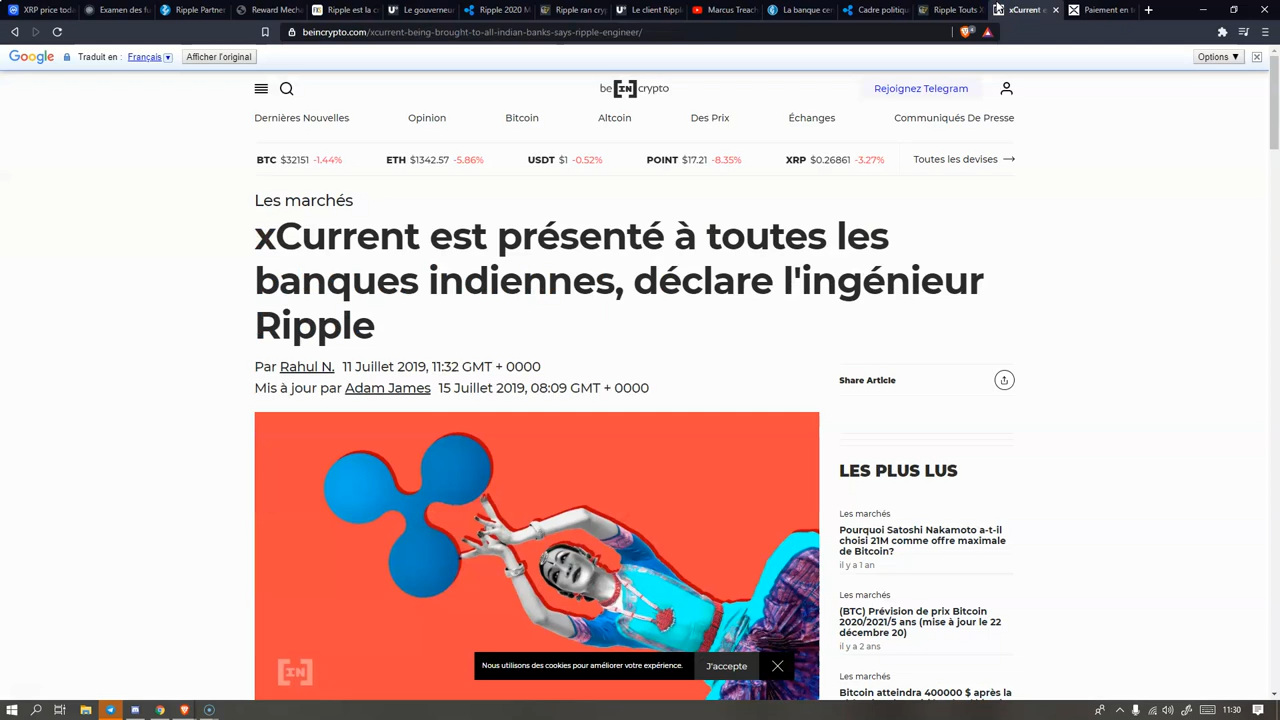 XRP price toda
Examen des fu
Ripple Partner
Reward Mecha
Ripple est la c
Le gouverneur
Ripple 2020 M
Ripple ran cryp
Le client Rippl
Marcus Treach
La banque cen
Cadre politiqu
Ripple Touts X
xCurrent e
Paiement en r
beincrypto.com/xcurrent-being-brought-to-all-indian-banks-says-ripple-engineer/
Google Traduit en : Français Afficher l'original Options ▼
be[IN]crypto Rejoignez Telegram
Dernières Nouvelles Opinion Bitcoin Altcoin Des Prix Échanges Communiqués De Presse
BTC $32151 -1.44% ETH $1342.57 -5.86% USDT $1 -0.52% POINT $17.21 -8.35% XRP $0.26861 -3.27% Toutes les devises →
Les marchés
xCurrent est présenté à toutes les
banques indiennes, déclare l'ingénieur
Ripple
Par Rahul N. 11 Juillet 2019, 11:32 GMT + 0000
Mis à jour par Adam James 15 Juillet 2019, 08:09 GMT + 0000
Share Article
LES PLUS LUS
Les marchés
Pourquoi Satoshi Nakamoto a-t-il
choisi 21M comme offre maximale
de Bitcoin?
il y a 1 an
Les marchés
(BTC) Prévision de prix Bitcoin
2020/2021/5 ans (mise à jour le 22
décembre 20)
il y a 2 ans
Les marchés
Bitcoin atteindra 400000 $ après la
[IN]
Nous utilisons des cookies pour améliorer votre expérience. J'accepte
11:30